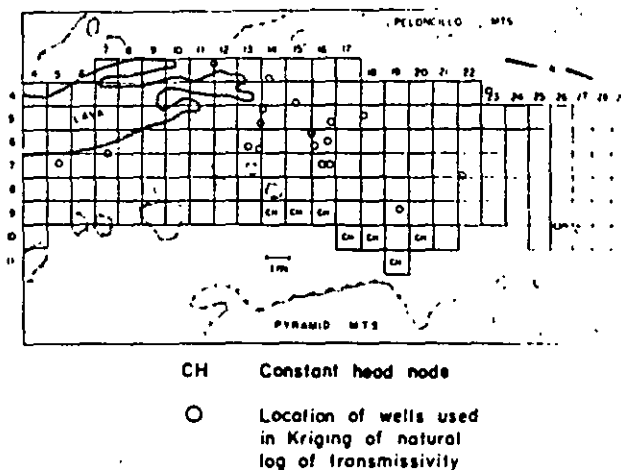 PELONCILLO MTS
7 8 9 10 11 12 13 14 15 16 17
4 5 6
18 19 20 21 22
23 24 25 26 27 28
4
LAVA
5
6
7
8
9
CH CH CH
10
CH CH CH
11
CH
PYRAMID MTS
CH Constant head node
Location of wells used
in Kriging of natural
log of transmissivity